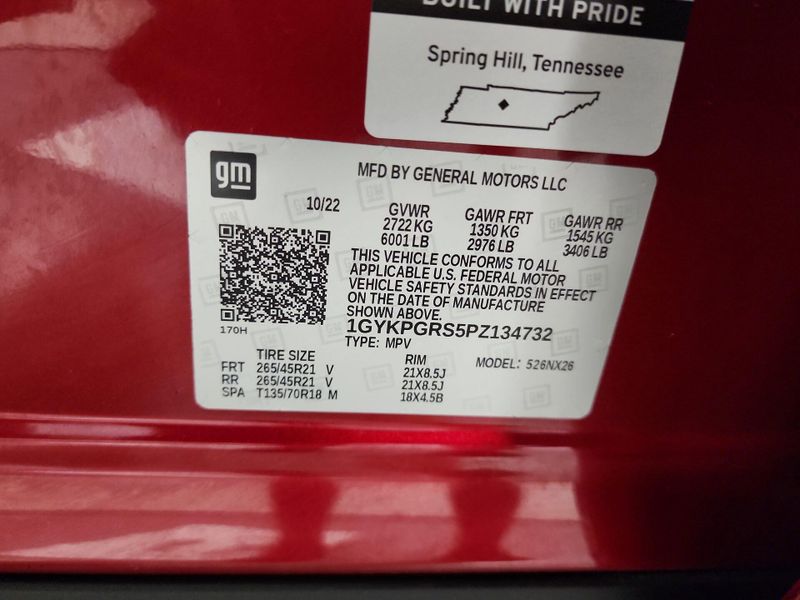 BUILT WITH PRIDE
Spring Hill, Tennessee
gm
MFD BY GENERAL MOTORS LLC
10/22
GVWR
2722 KG
6001 LB
GAWR FRT
1350 KG
2976 LB
GAWR RR
1545 KG
3406 LB
THIS VEHICLE CONFORMS TO ALL
APPLICABLE U.S. FEDERAL MOTOR
VEHICLE SAFETY STANDARDS IN EFFECT
ON THE DATE OF MANUFACTURE
SHOWN ABOVE.
170H
1GYKPGRS5PZ134732
TYPE: MPV
MODEL: 526NX26
TIRE SIZE RIM
FRT 265/45R21 V 21X8.5J
RR 265/45R21 V 21X8.5J
SPA T135/70R18 M 18X4.5B